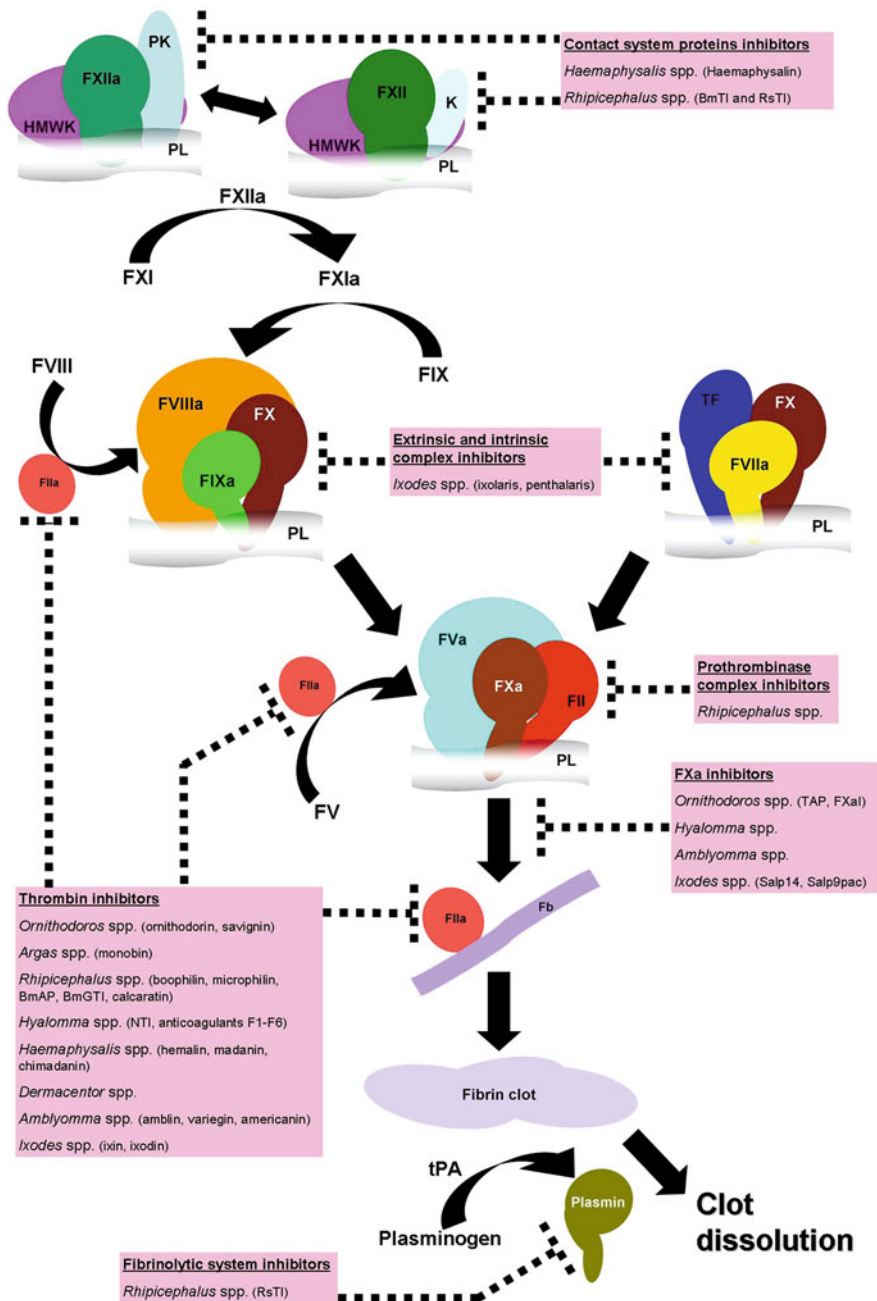 PK
FXIIa
HMWK
PL
FXII
K
HMWK
PL
Contact system proteins inhibitors
Haemaphysalis spp. (Haemaphysalin)
Rhipicephalus spp. (BmTI and RsTI)
FXIIa
FXI
FXIa
FIX
FVIII
FIIa
FVIIIa
FX
FIXa
PL
Extrinsic and intrinsic
complex inhibitors
Ixodes spp. (ixolaris, penthalaris)
TF
FX
FVIIa
PL
FIIa
FV
FVa
FXa
FII
PL
Prothrombinase
complex inhibitors
Rhipicephalus spp.
FXa inhibitors
Ornithodoros spp. (TAP, FXaI)
Hyalomma spp.
Amblyomma spp.
Ixodes spp. (Salp14, Salp9pac)
Thrombin inhibitors
Ornithodoros spp. (ornithodorin, savignin)
Argas spp. (monobin)
Rhipicephalus spp. (boophilin, microphilin,
BmAP, BmGTI, calcaratin)
Hyalomma spp. (NTI, anticoagulants F1-F6)
Haemaphysalis spp. (hemalin, madanin,
chimadanin)
Dermacentor spp.
Amblyomma spp. (amblin, variegin, americanin)
Ixodes spp. (ixin, ixodin)
FIIa
Fb
Fibrin clot
tPA
Plasminogen
Plasmin
Clot
dissolution
Fibrinolytic system inhibitors
Rhipicephalus spp. (RsTI)